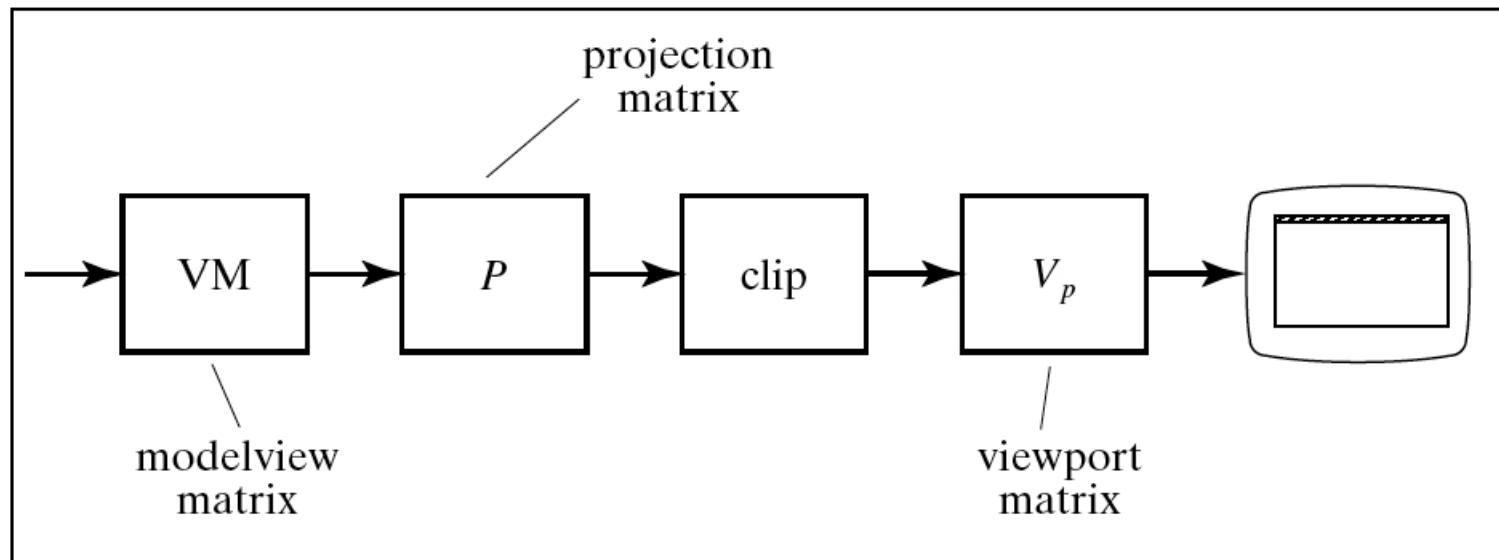 projection
matrix
VM
P
clip
Vp
modelview
matrix
viewport
matrix